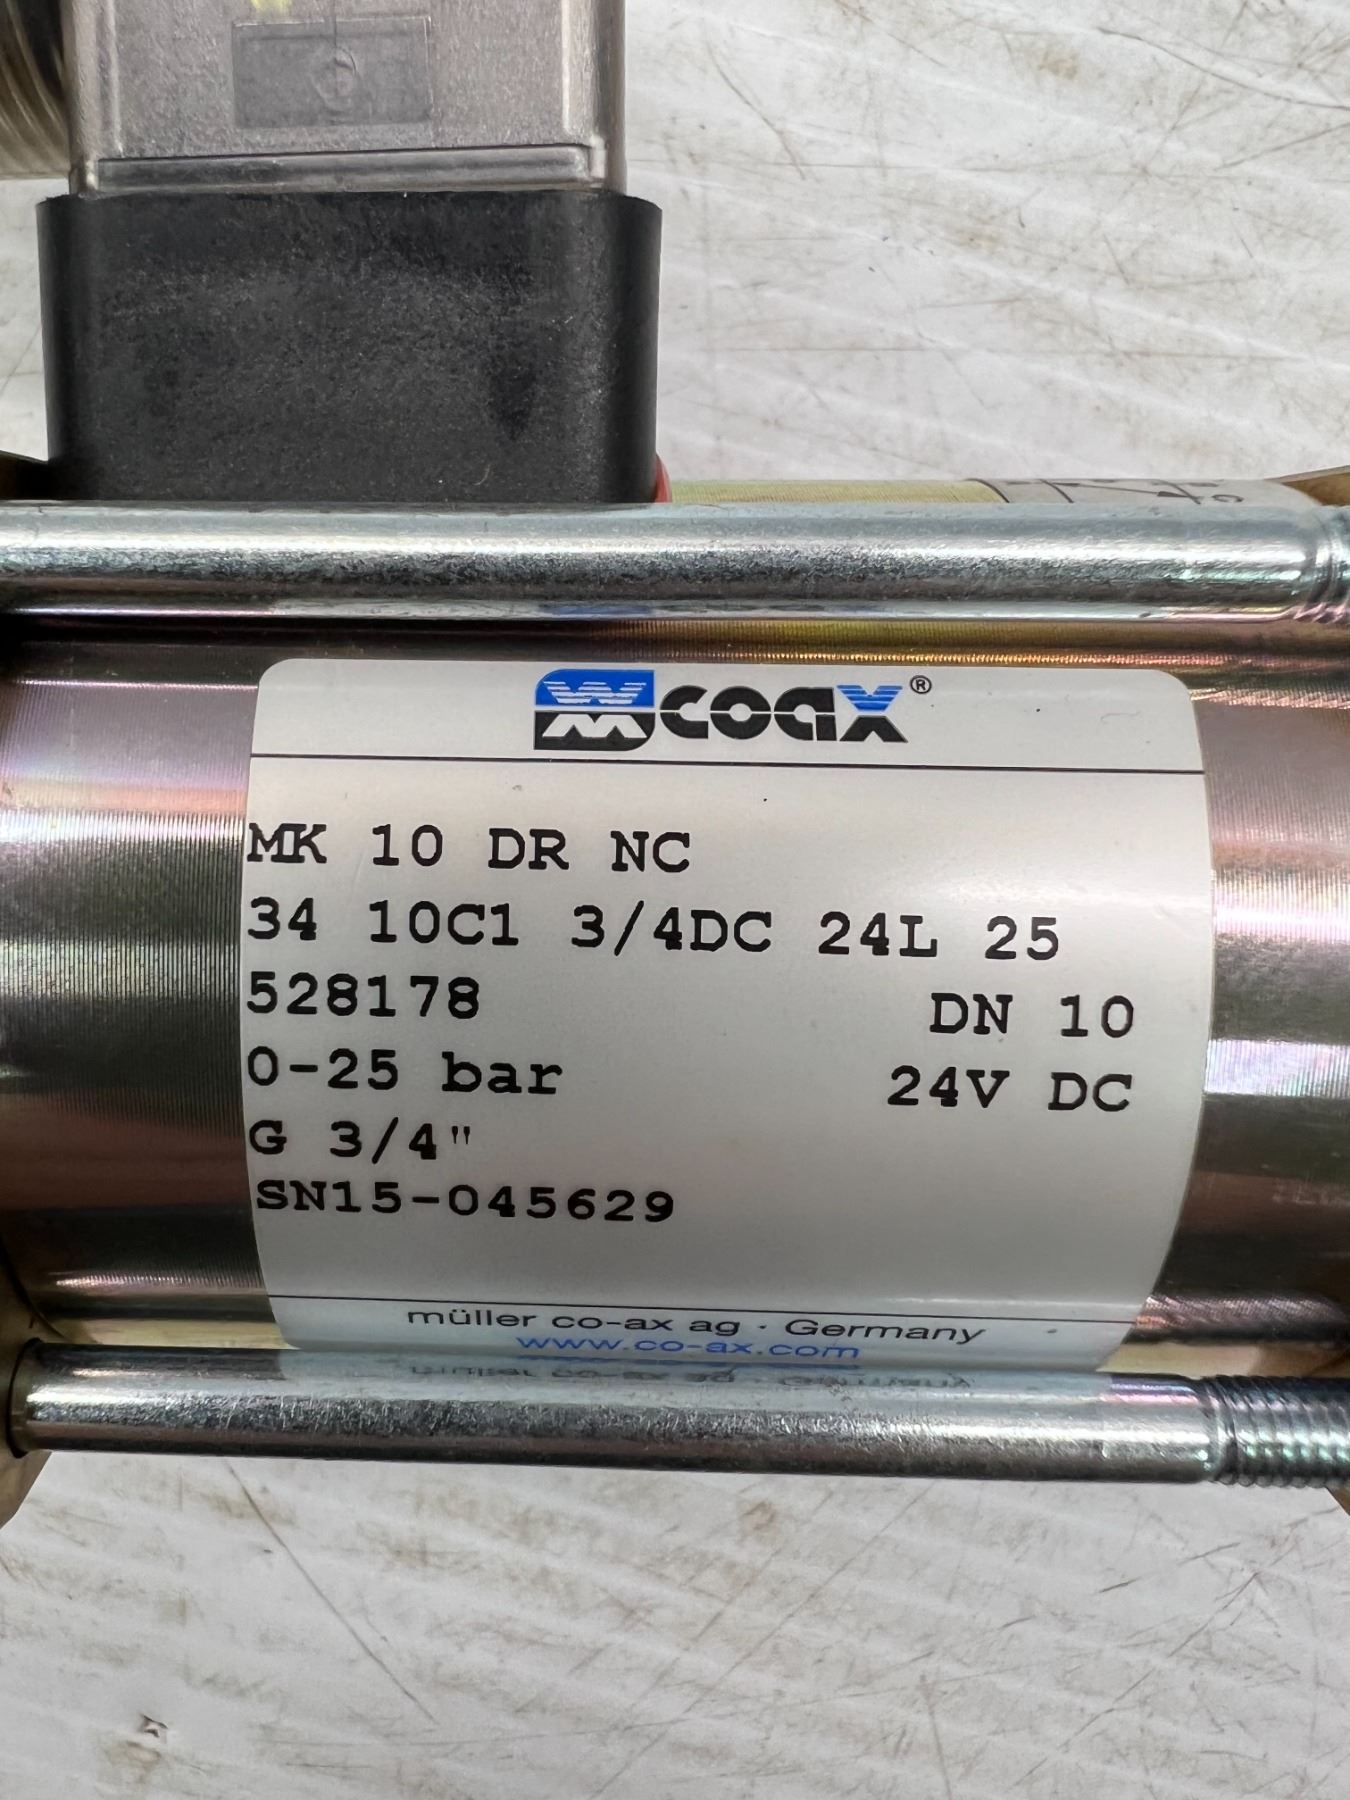 coax®
MK 10 DR NC
34 10C1 3/4DC 24L 25
528178 DN 10
0-25 bar 24V DC
G 3/4"
SN15-045629
müller co-ax ag · Germany
www.co-ax.com